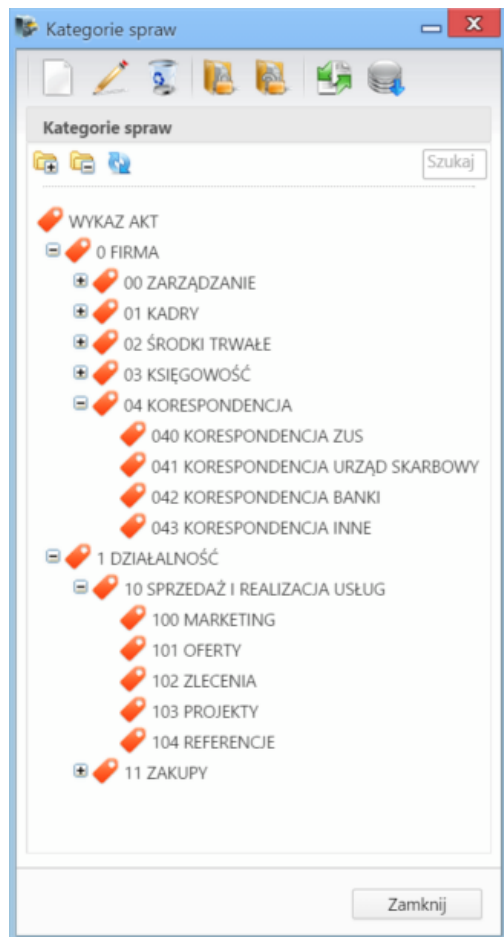 Kategorie spraw
Kategorie spraw
Szukaj
WYKAZ AKT
0 FIRMA
00 ZARZĄDZANIE
01 KADRY
02 ŚRODKI TRWAŁE
03 KSIĘGOWOŚĆ
04 KORESPONDENCJA
040 KORESPONDENCJA ZUS
041 KORESPONDENCJA URZĄD SKARBOWY
042 KORESPONDENCJA BANKI
043 KORESPONDENCJA INNE
1 DZIAŁALNOŚĆ
10 SPRZEDAŻ I REALIZACJA USŁUG
100 MARKETING
101 OFERTY
102 ZLECENIA
103 PROJEKTY
104 REFERENCJE
11 ZAKUPY
Zamknij